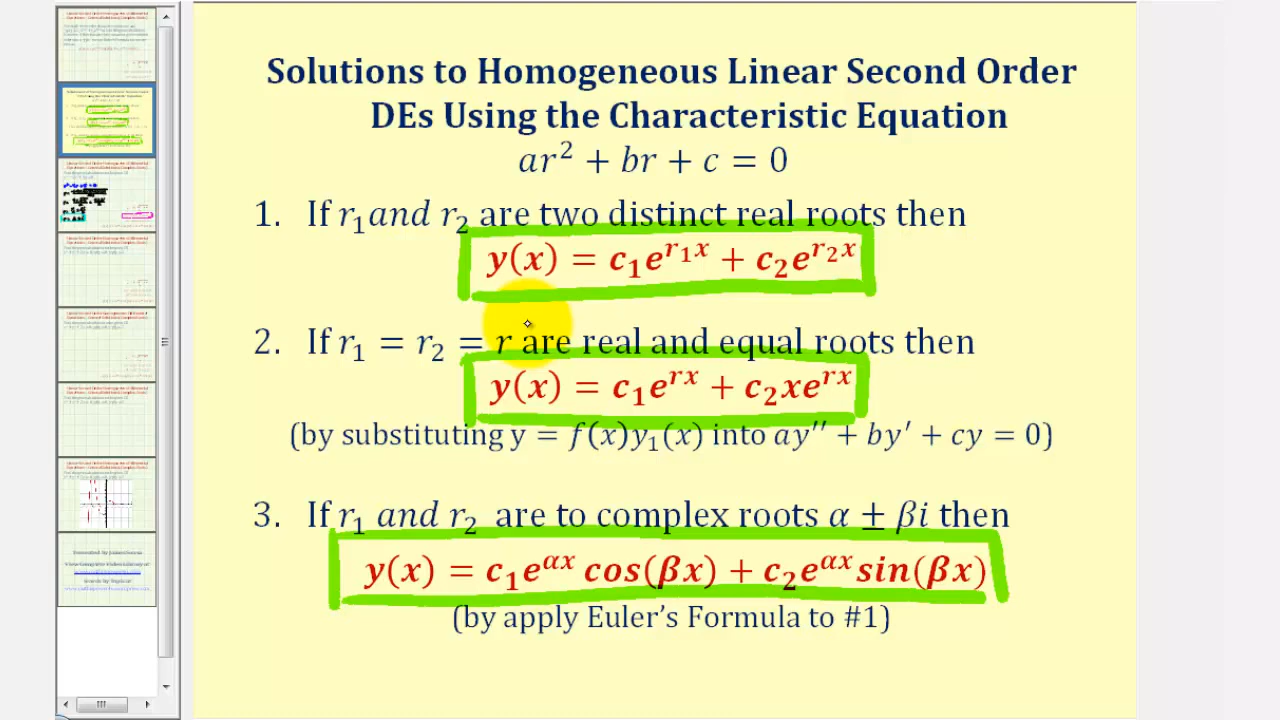 Solutions to Homogeneous Linear Second Order
DEs Using the Characteristic Equation
ar² + br + c = 0
1. If r₁and r₂ are two distinct real roots then
y(x) = c₁e^{r₁x} + c₂e^{r₂x}
2. If r₁ = r₂ = r are real and equal roots then
y(x) = c₁e^{rx} + c₂xe^{rx}
(by substituting y = f(x)y₁(x) into ay′′ + by′ + cy = 0)
3. If r₁ and r₂ are to complex roots α ± βi then
y(x) = c₁e^{αx} cos(βx) + c₂e^{αx}sin(βx)
(by apply Euler’s Formula to #1)